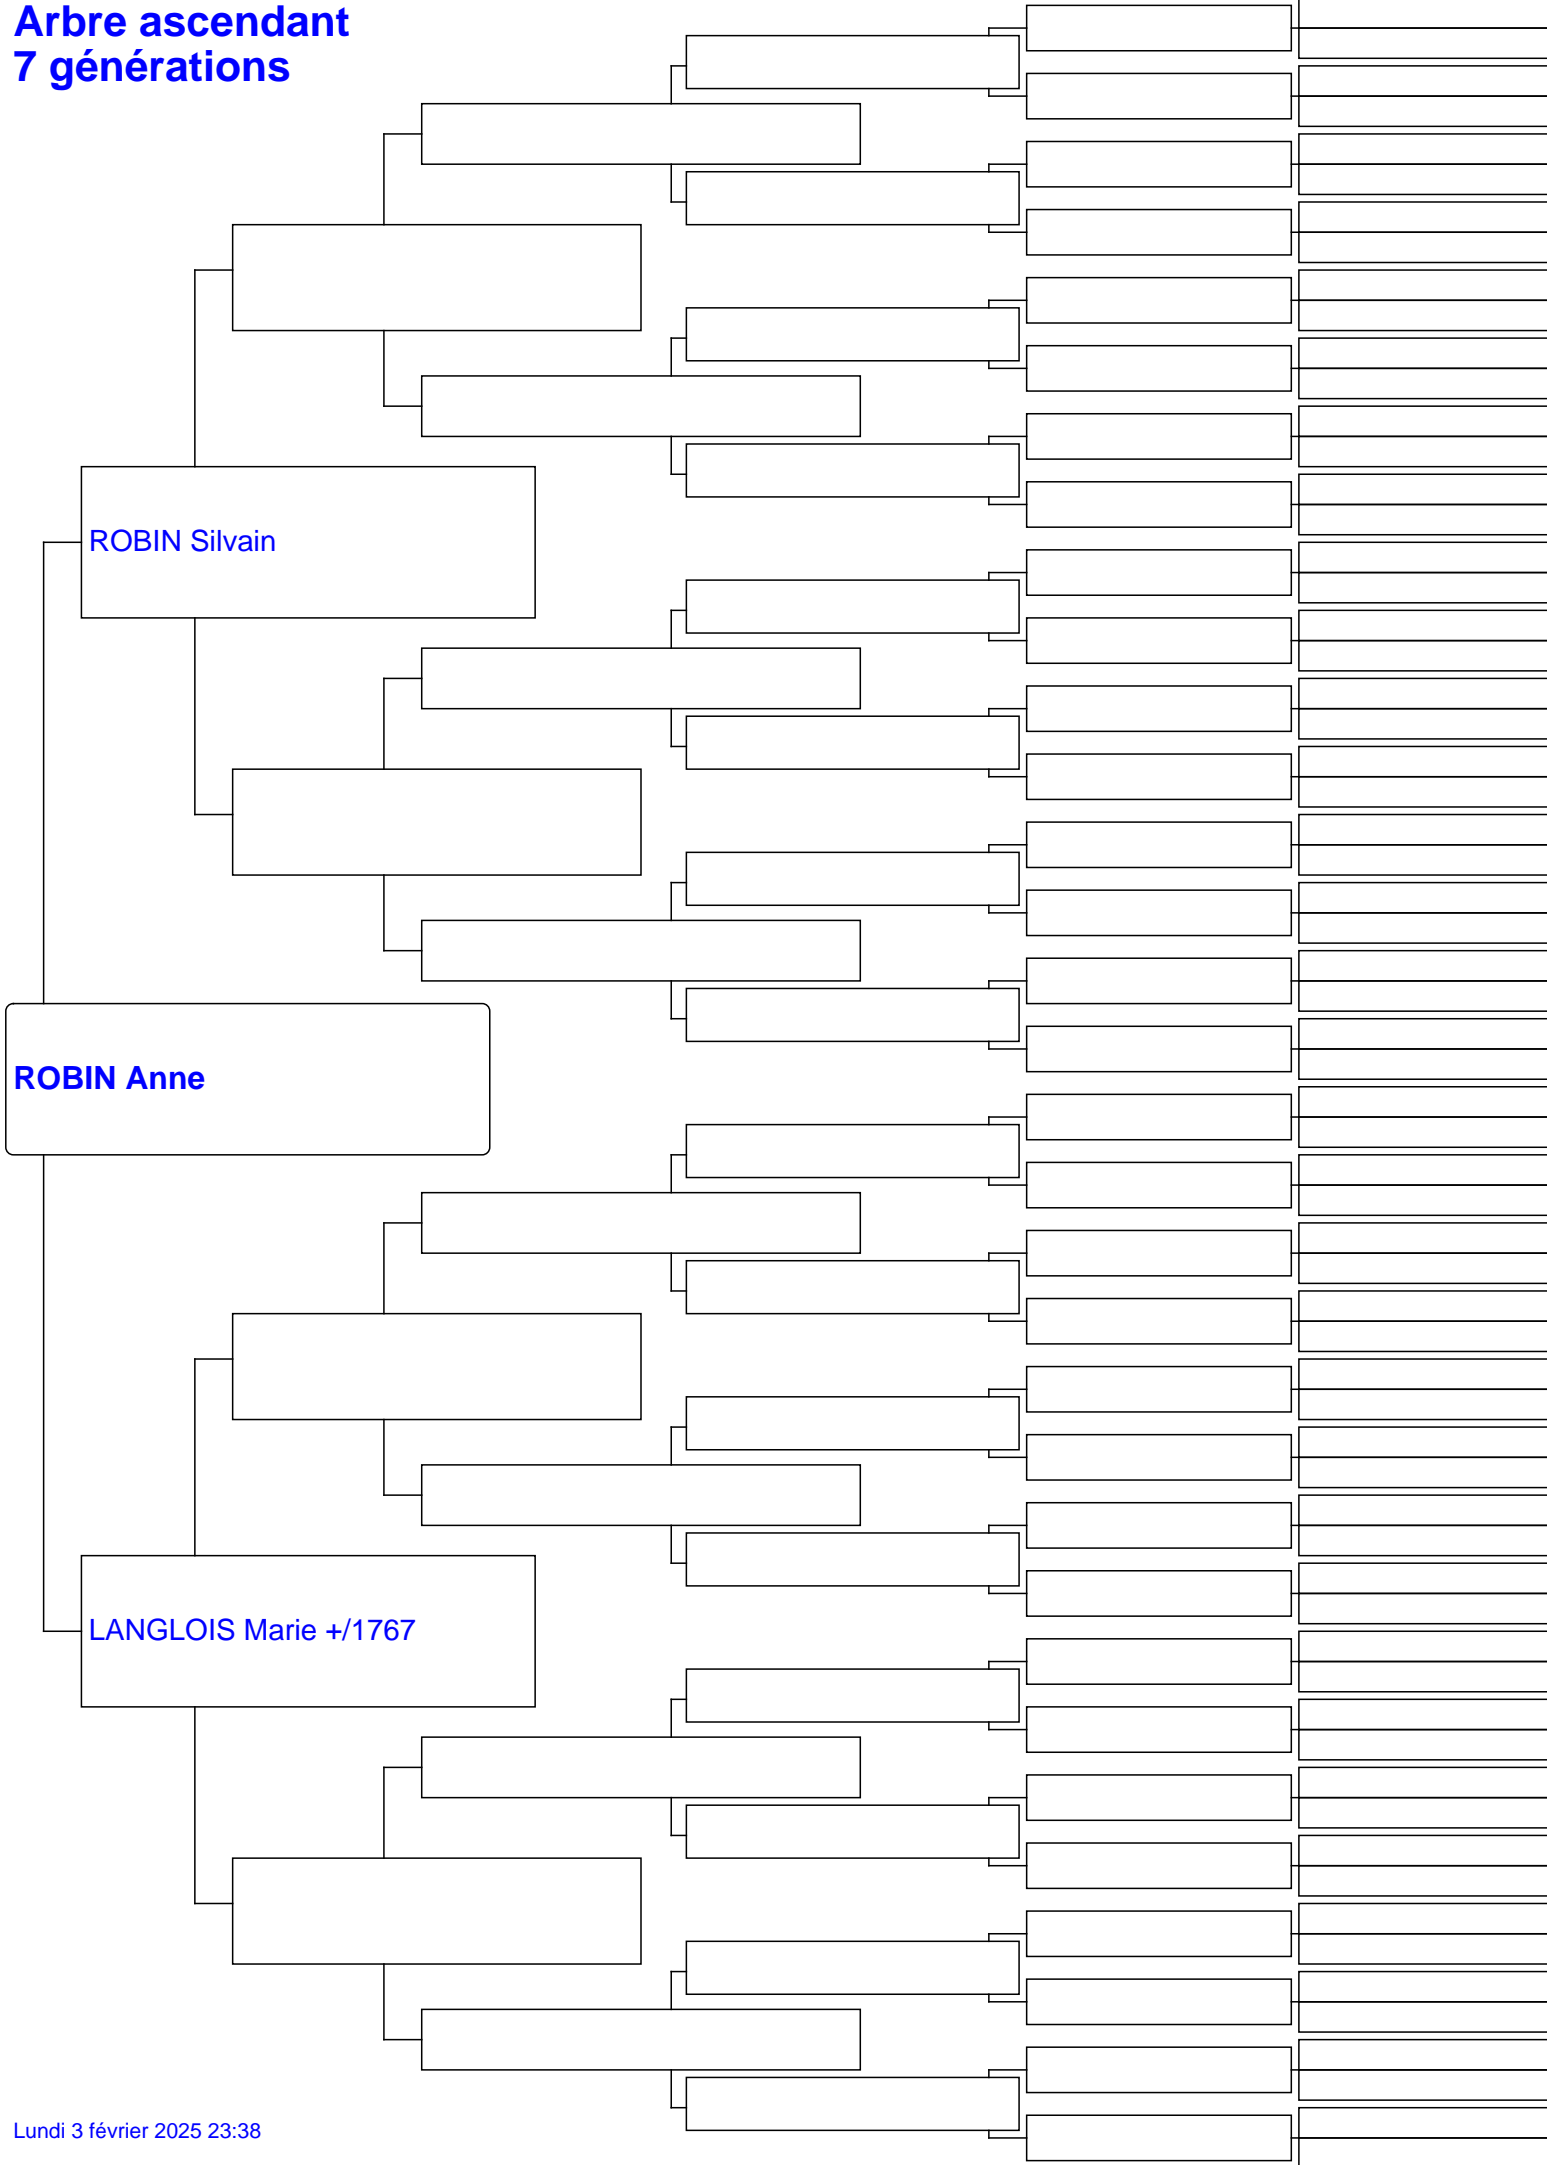 Arbre ascendant
7 générations
ROBIN Silvain
ROBIN Anne
LANGLOIS Marie +/1767
Lundi 3 février 2025 23:38